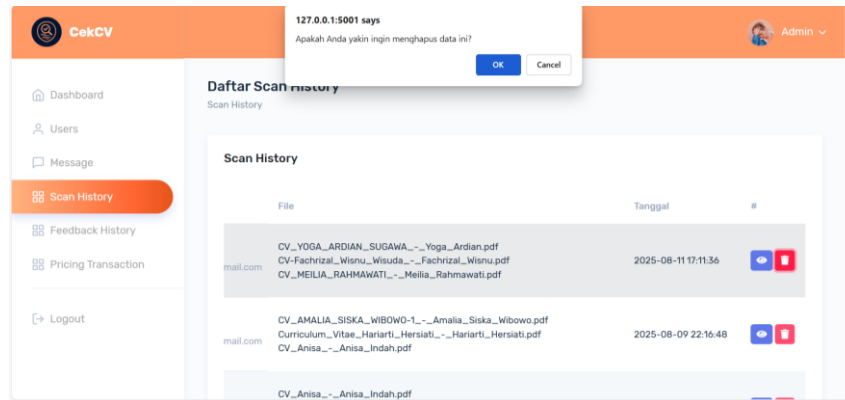 127.0.0.1:5001 says
Apakah Anda yakin ingin menghapus data ini?
OK
Cancel
CekCV
Admin
Dashboard
Users
Message
Scan History
Feedback History
Pricing Transaction
Logout
Daftar Scan History
Scan History
Scan History
File
Tanggal
#
mail.com
CV_YOGA_ARDIAN_SUGAWA_-_Yoga_Ardian.pdf
CV-Fachrizal_Wisnu_Wisuda_-_Fachrizal_Wisnu.pdf
CV_MEILIA_RAHMAWATI_-_Meilia_Rahmawati.pdf
2025-08-11 17:11:36
mail.com
CV_AMALIA_SISKA_WIBOWO-1_-_Amalia_Siska_Wibowo.pdf
Curriculum_Vitae_Hariarti_Hersiati_-_Hariarti_Hersiati.pdf
CV_Anisa_-_Anisa_Indah.pdf
2025-08-09 22:16:48
CV_Anisa_-_Anisa_Indah.pdf